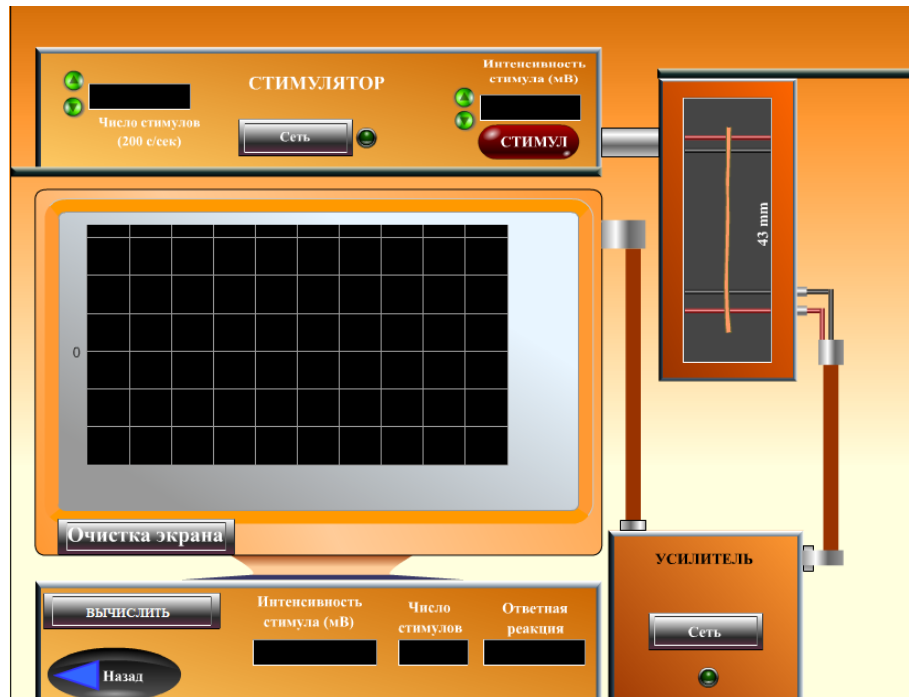 СТИМУЛЯТОР
Число стимулов
(200 с/сек)
Сеть
Интенсивность
стимула (мВ)
СТИМУЛ
43 mm
0
Очистка экрана
УСИЛИТЕЛЬ
Сеть
ВЫЧИСЛИТЬ
Интенсивность
стимула (мВ)
Число
стимулов
Ответная
реакция
Назад